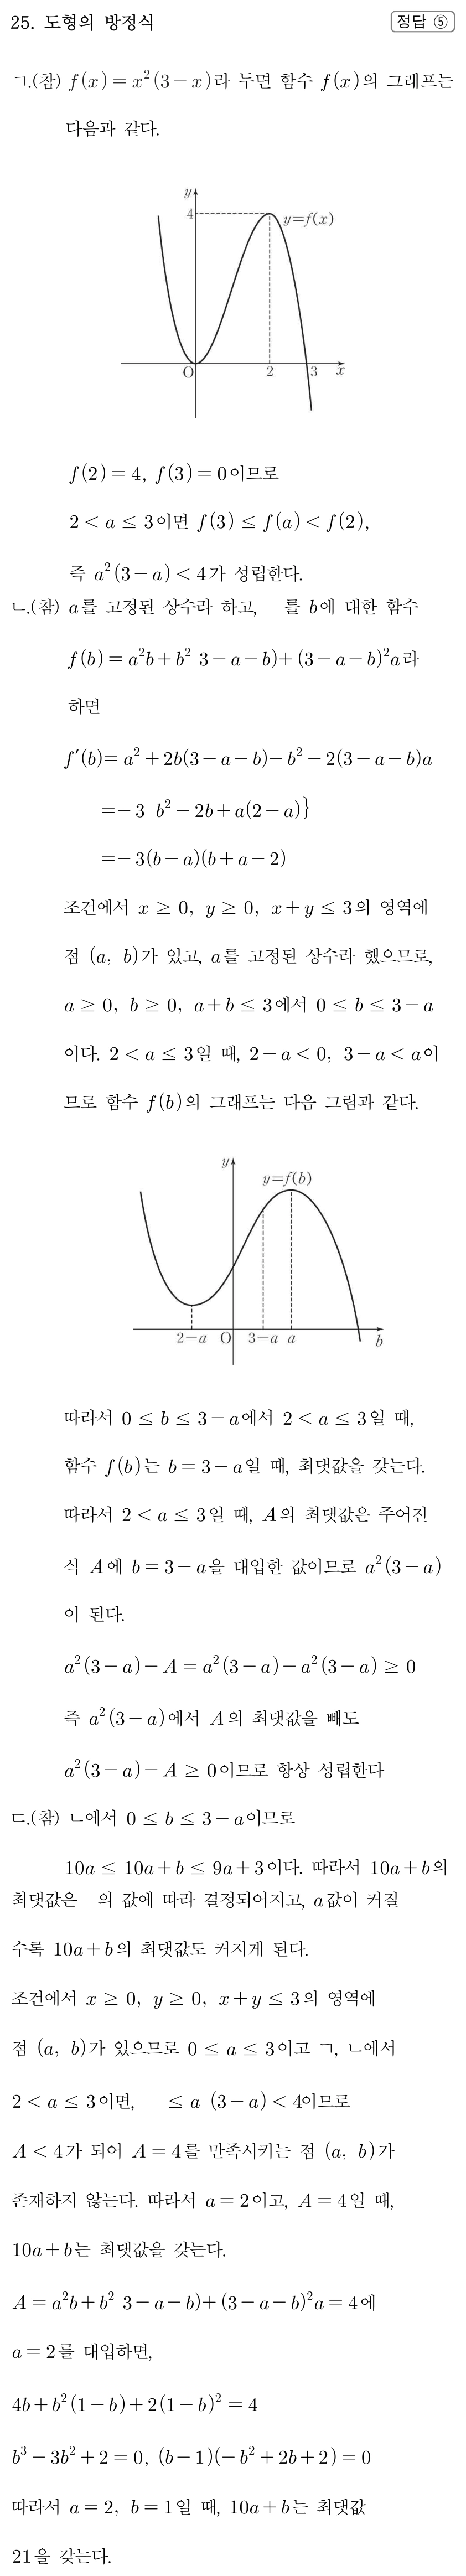 25. 도형의 방정식 정답 ⑤
ㄱ.(참) f(x)=x²(3-x)라 두면 함수 f(x)의 그래프는
다음과 같다.
y
4
y=f(x)
O 2 3 x
f(2)=4, f(3)=0이므로
2<a≤3이면 f(3)≤f(a)<f(2),
즉 a²(3-a)<4가 성립한다.
ㄴ.(참) a를 고정된 상수라 하고, 를 b에 대한 함수
f(b)=a²b+b² 3-a-b)+(3-a-b)²a라
하면
f′(b)=a²+2b(3-a-b)-b²-2(3-a-b)a
=-3 b²-2b+a(2-a)}
=-3(b-a)(b+a-2)
조건에서 x≥0, y≥0, x+y≤3의 영역에
점 (a, b)가 있고, a를 고정된 상수라 했으므로,
a≥0, b≥0, a+b≤3에서 0≤b≤3-a
이다. 2<a≤3일 때, 2-a<0, 3-a<a이
므로 함수 f(b)의 그래프는 다음 그림과 같다.
y
y=f(b)
2-a O 3-a a b
따라서 0≤b≤3-a에서 2<a≤3일 때,
함수 f(b)는 b=3-a일 때, 최댓값을 갖는다.
따라서 2<a≤3일 때, A의 최댓값은 주어진
식 A에 b=3-a을 대입한 값이므로 a²(3-a)
이 된다.
a²(3-a)-A=a²(3-a)-a²(3-a)≥0
즉 a²(3-a)에서 A의 최댓값을 빼도
a²(3-a)-A≥0이므로 항상 성립한다
ㄷ.(참) ㄴ에서 0≤b≤3-a이므로
10a≤10a+b≤9a+3이다. 따라서 10a+b의
최댓값은 의 값에 따라 결정되어지고, a값이 커질
수록 10a+b의 최댓값도 커지게 된다.
조건에서 x≥0, y≥0, x+y≤3의 영역에
점 (a, b)가 있으므로 0≤a≤3이고 ㄱ, ㄴ에서
2<a≤3이면, ≤a (3-a)<4이므로
A<4가 되어 A=4를 만족시키는 점 (a, b)가
존재하지 않는다. 따라서 a=2이고, A=4일 때,
10a+b는 최댓값을 갖는다.
A=a²b+b² 3-a-b)+(3-a-b)²a=4에
a=2를 대입하면,
4b+b²(1-b)+2(1-b)²=4
b³-3b²+2=0, (b-1)(-b²+2b+2)=0
따라서 a=2, b=1일 때, 10a+b는 최댓값
21을 갖는다.